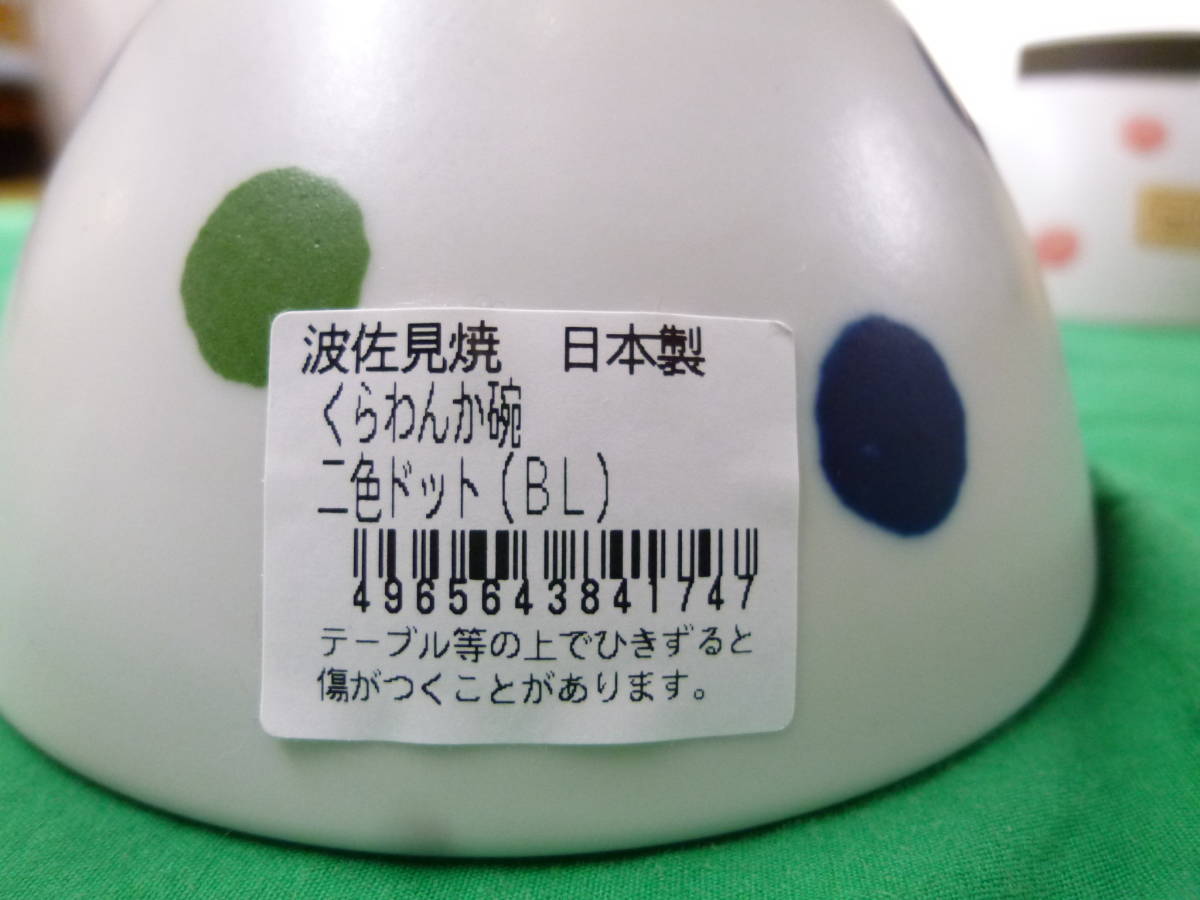 波佐見焼　日本製
くらわんか碗
二色ドット(BL)
4965643841747
テーブル等の上でひきずると
傷がつくことがあります。